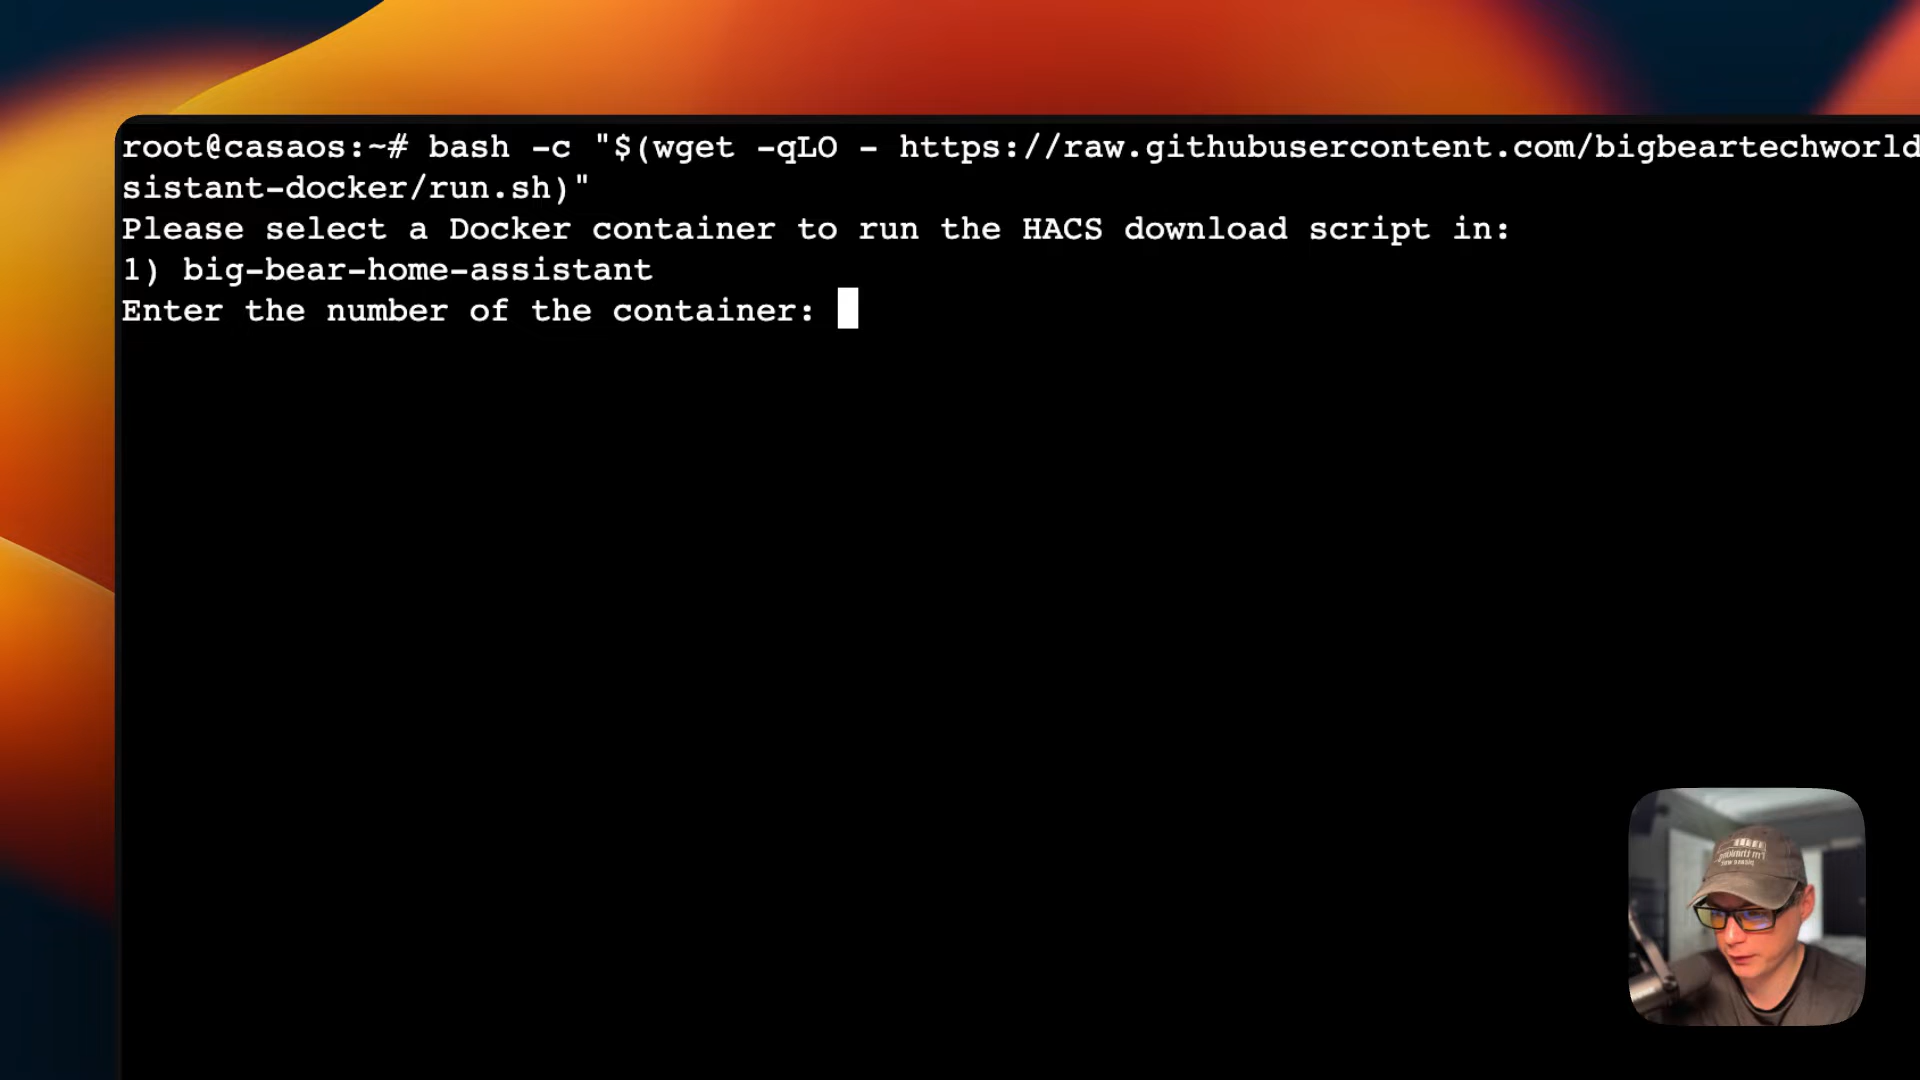 root@casaos:~# bash -c "$(wget -qLO - https://raw.githubusercontent.com/bigbeartechworld
sistant-docker/run.sh)"
Please select a Docker container to run the HACS download script in:
1) big-bear-home-assistant
Enter the number of the container: